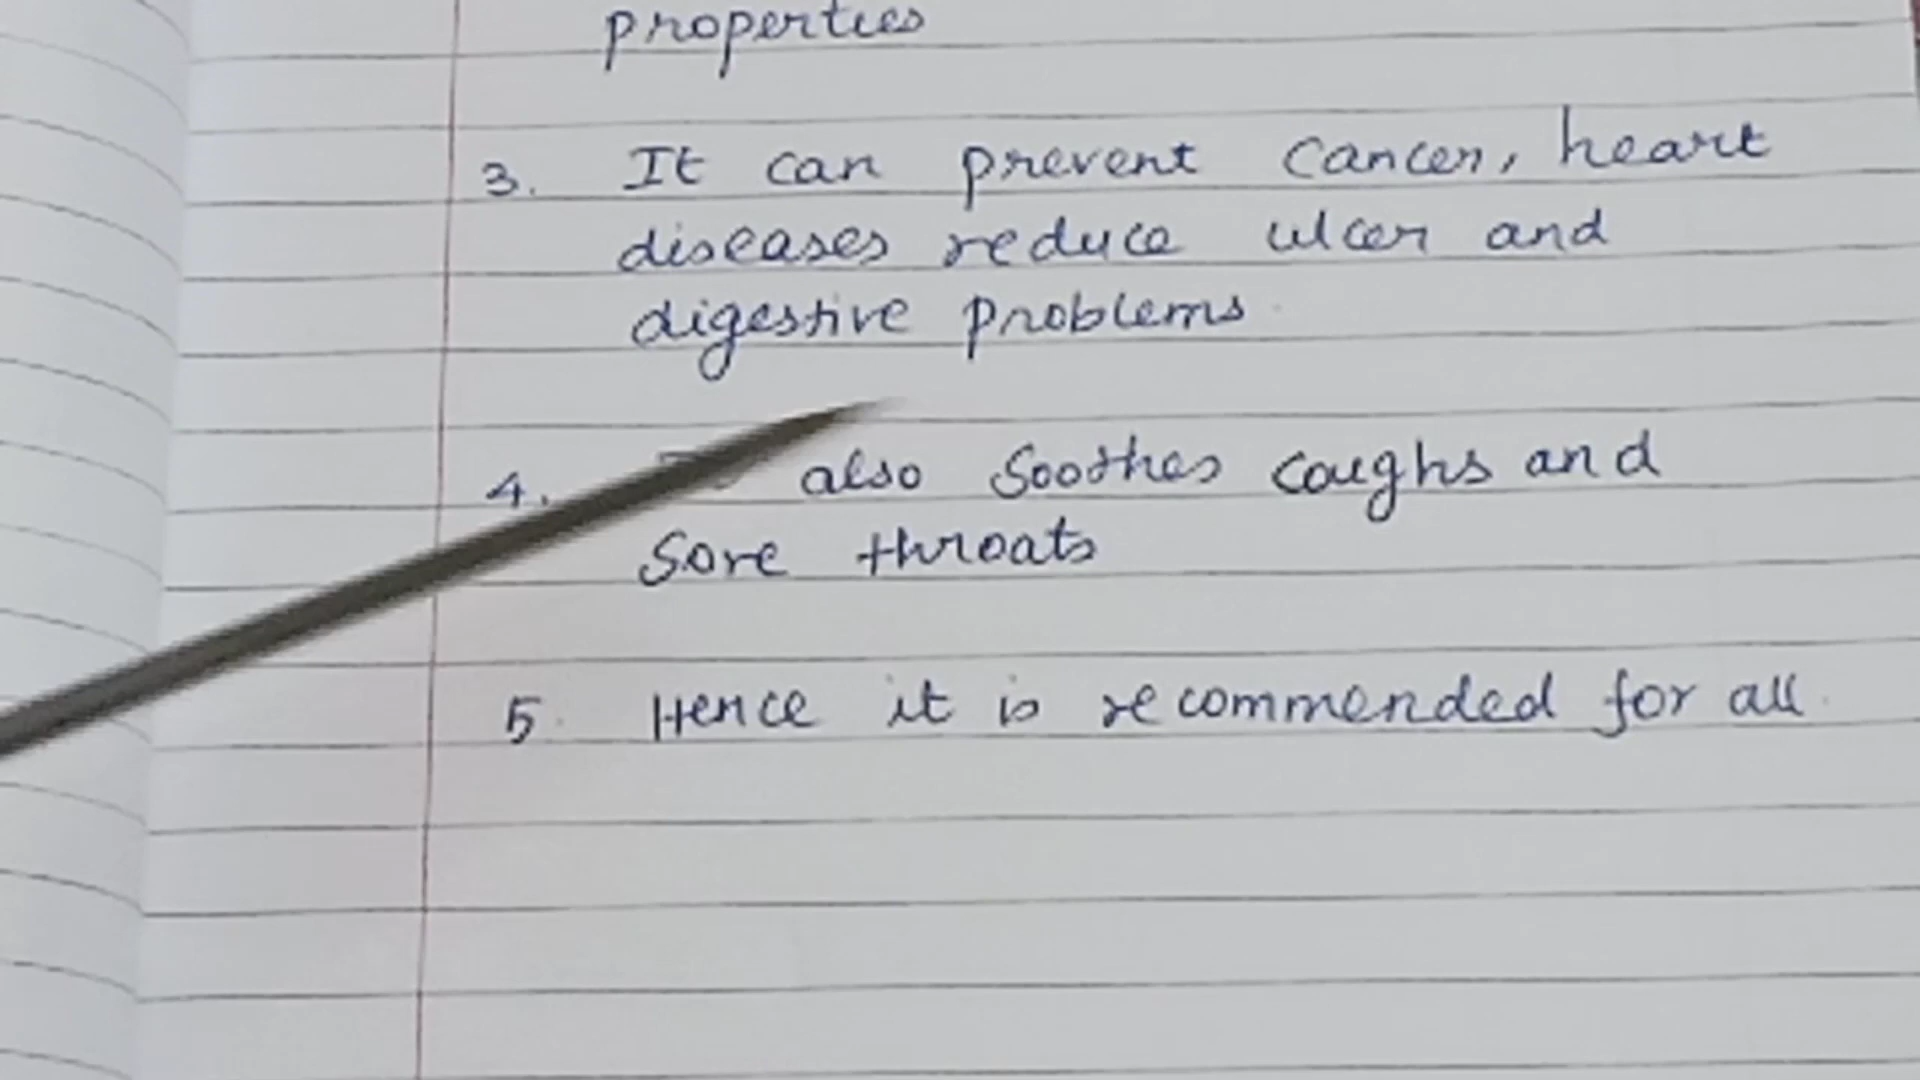 properties
3. It can prevent cancer, heart
diseases reduce ulcer and
digestive problems
4. also Soothes coughs and
Sore throats
5. Hence it is recommended for all.